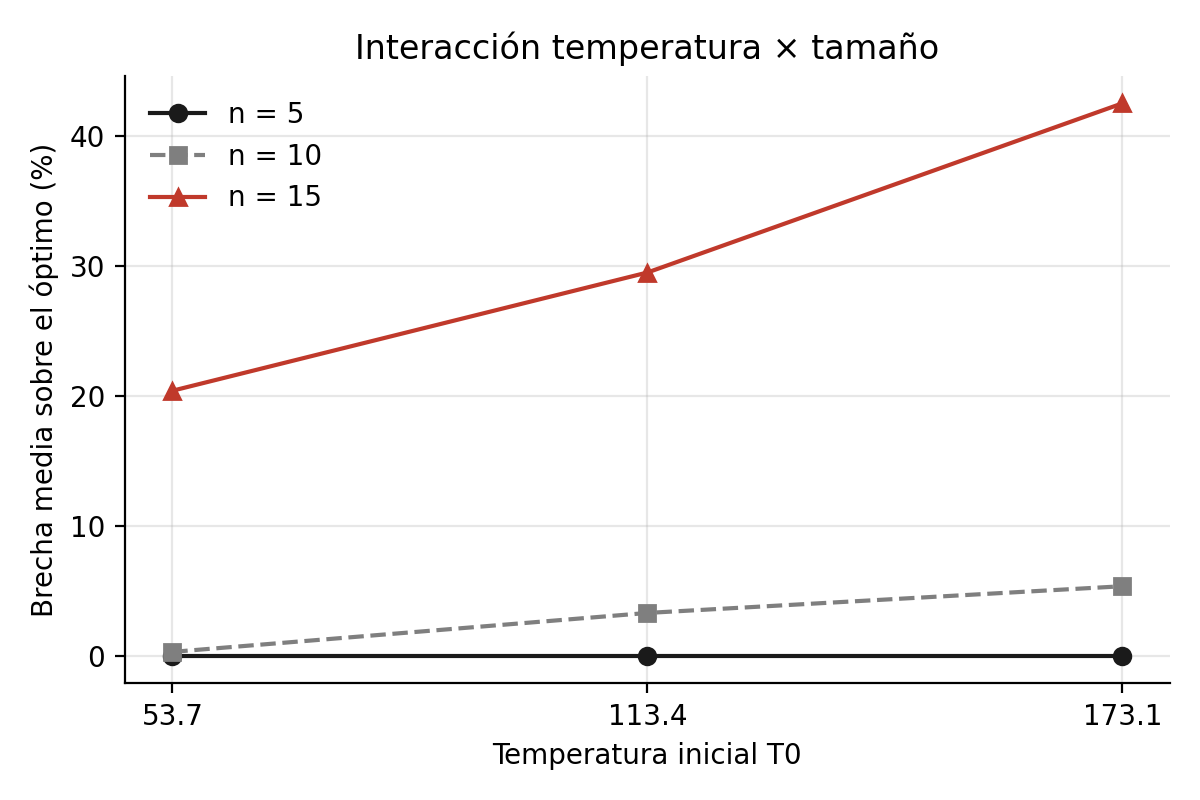 Interacción temperatura × tamaño
n = 5
n = 10
n = 15
Brecha media sobre el óptimo (%)
40
30
20
10
0
53.7 113.4 173.1
Temperatura inicial T0